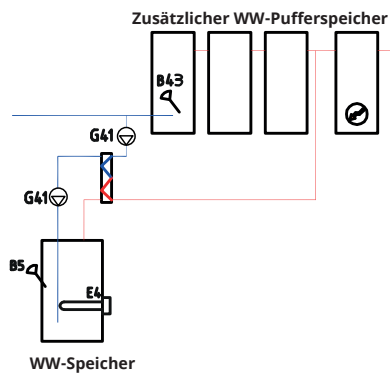 Zusätzlicher WW-Pufferspeicher
B43
G41
G41
B5
E4
WW-Speicher